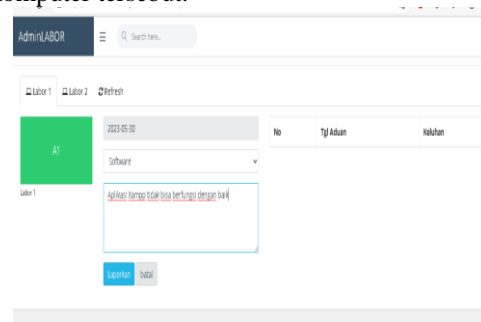 komputer tersebut.
AdminLABOR
Search here..
Labor 1 Labor 2 Refresh
A1
Labor 1
2023-05-30
Software
Aplikasi Xampp tidak bisa berfungsi dengan baik
Laporkan batal
No Tgl Aduan Keluhan